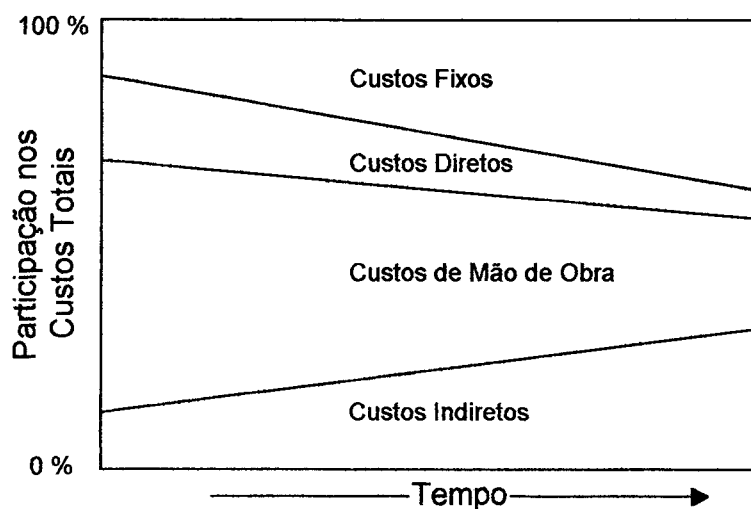 100 %
Custos Fixos
Custos Diretos
Custos de Mão de Obra
Custos Indiretos
0 %
Participação nos
Custos Totais
Tempo